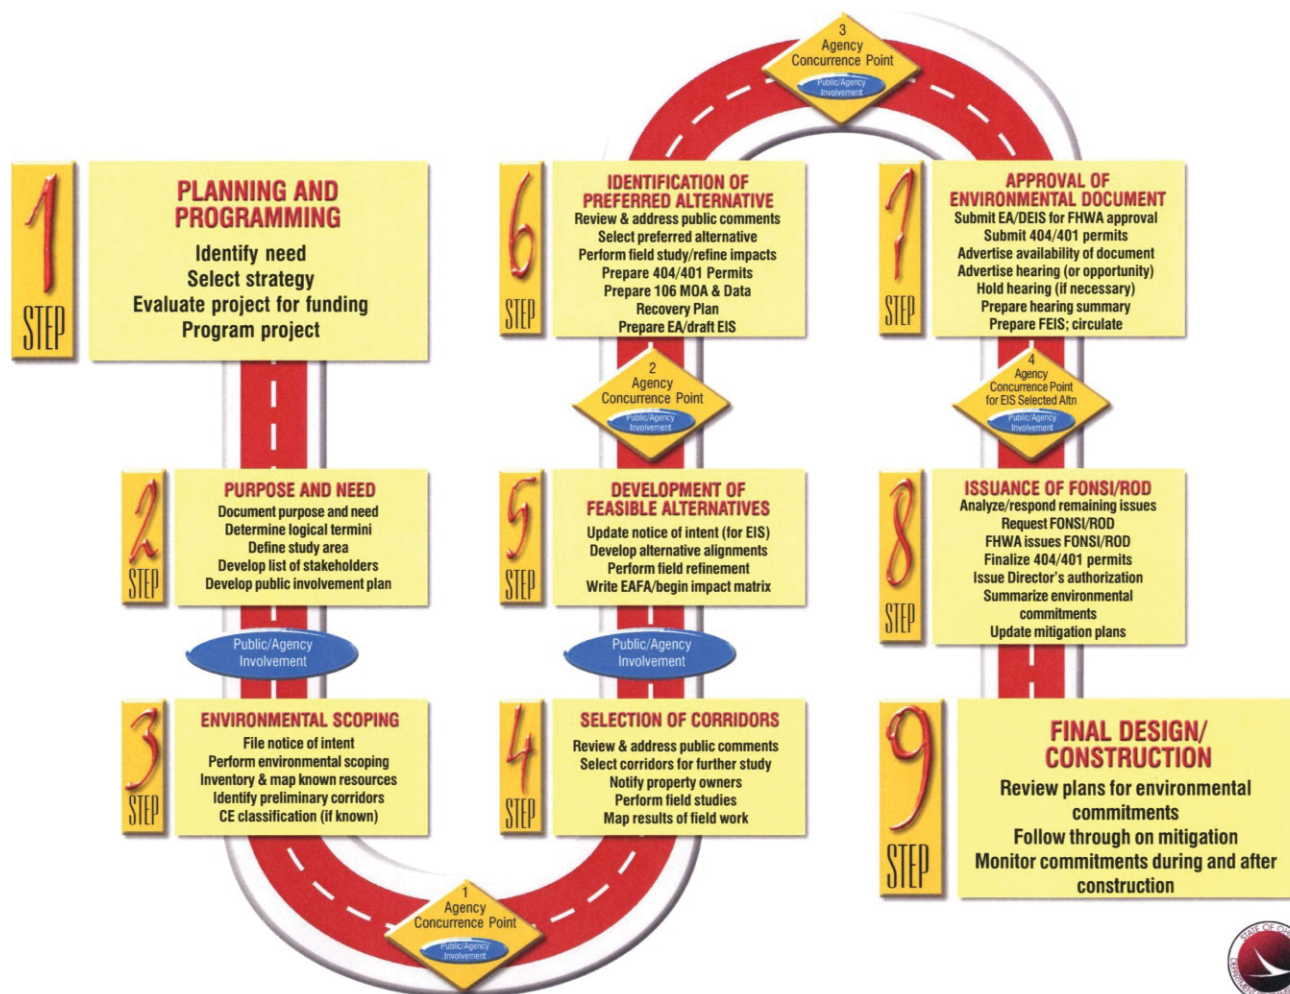 1
STEP
PLANNING AND
PROGRAMMING
Identify need
Select strategy
Evaluate project for funding
Program project
2
STEP
PURPOSE AND NEED
Document purpose and need
Determine logical termini
Define study area
Develop list of stakeholders
Develop public involvement plan
Public/Agency
Involvement
3
STEP
ENVIRONMENTAL SCOPING
File notice of intent
Perform environmental scoping
Inventory & map known resources
Identify preliminary corridors
CE classification (if known)
1
Agency
Concurrence Point
Public/Agency
Involvement
4
STEP
SELECTION OF CORRIDORS
Review & address public comments
Select corridors for further study
Notify property owners
Perform field studies
Map results of field work
Public/Agency
Involvement
5
STEP
DEVELOPMENT OF
FEASIBLE ALTERNATIVES
Update notice of intent (for EIS)
Develop alternative alignments
Perform field refinement
Write EAFA/begin impact matrix
2
Agency
Concurrence Point
Public/Agency
Involvement
6
STEP
IDENTIFICATION OF
PREFERRED ALTERNATIVE
Review & address public comments
Select preferred alternative
Perform field study/refine impacts
Prepare 404/401 Permits
Prepare 106 MOA & Data
Recovery Plan
Prepare EA/draft EIS
3
Agency
Concurrence Point
Public/Agency
Involvement
7
STEP
APPROVAL OF
ENVIRONMENTAL DOCUMENT
Submit EA/DEIS for FHWA approval
Submit 404/401 permits
Advertise availability of document
Advertise hearing (or opportunity)
Hold hearing (if necessary)
Prepare hearing summary
Prepare FEIS; circulate
4
Agency
Concurrence Point
for EIS Selected Altn
Public/Agency
Involvement
8
STEP
ISSUANCE OF FONSI/ROD
Analyze/respond remaining issues
Request FONSI/ROD
FHWA issues FONSI/ROD
Finalize 404/401 permits
Issue Director's authorization
Summarize environmental
commitments
Update mitigation plans
9
STEP
FINAL DESIGN/
CONSTRUCTION
Review plans for environmental
commitments
Follow through on mitigation
Monitor commitments during and after
construction
STATE OF